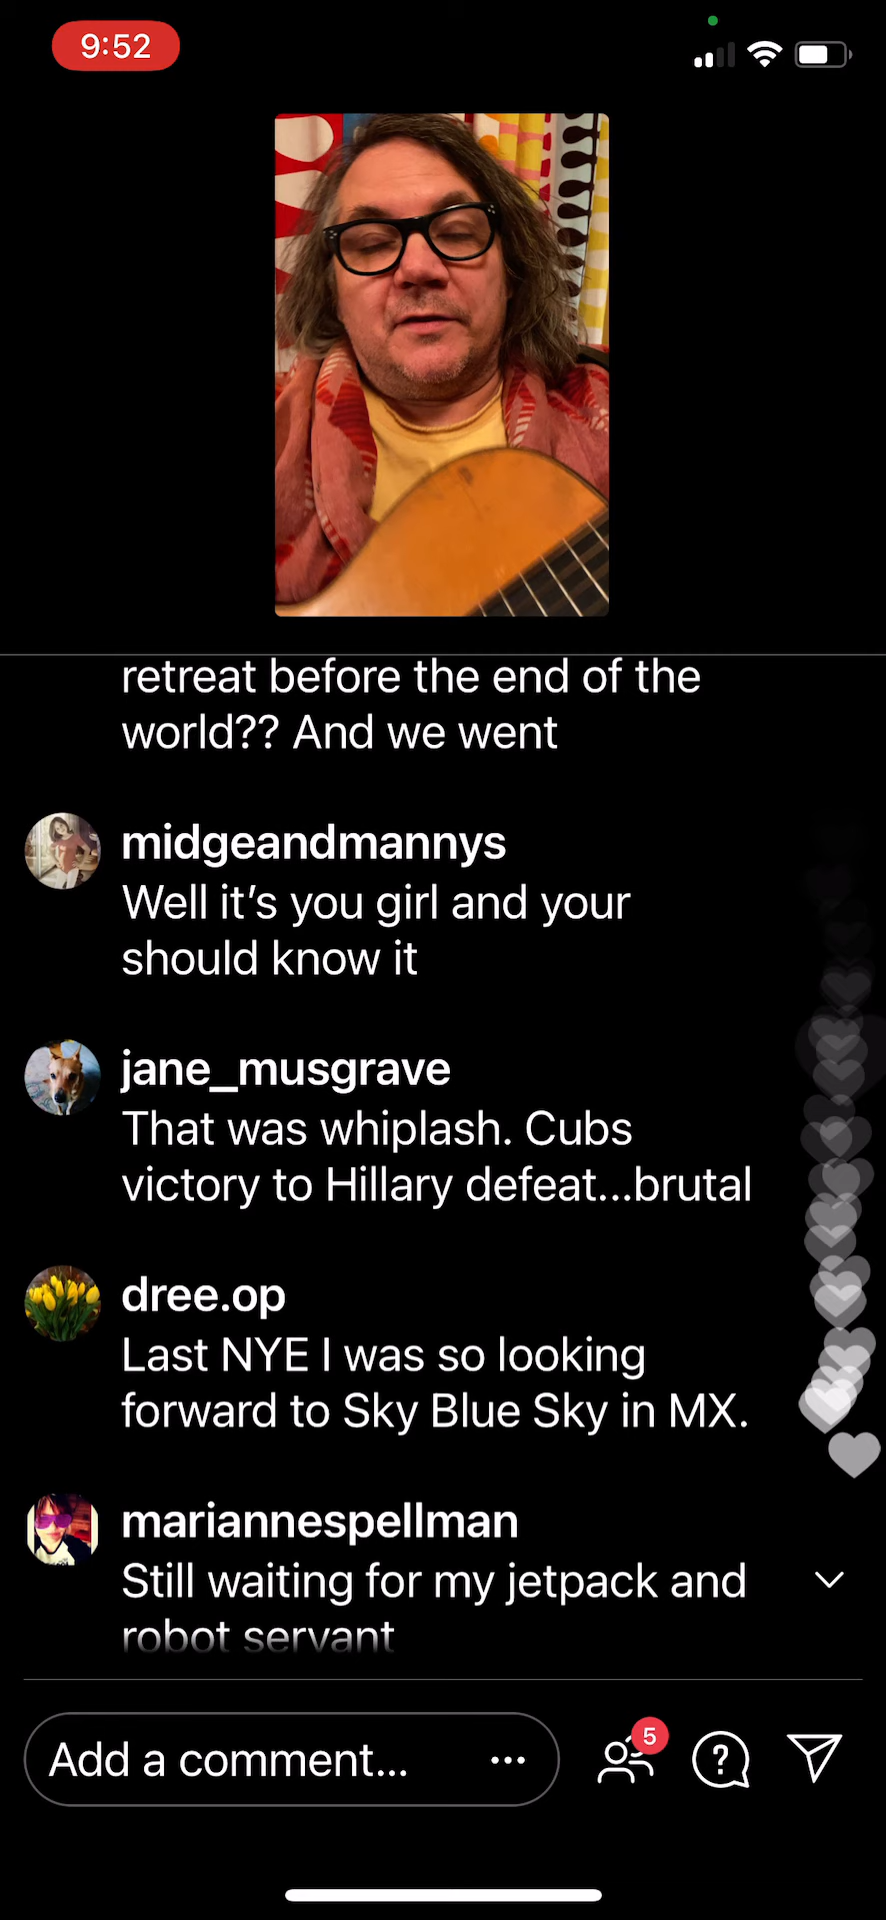 9:52
retreat before the end of the
world?? And we went
midgeandmannys
Well it’s you girl and your
should know it
jane_musgrave
That was whiplash. Cubs
victory to Hillary defeat...brutal
dree.op
Last NYE I was so looking
forward to Sky Blue Sky in MX.
mariannespellman
Still waiting for my jetpack and
robot servant
Add a comment...
5